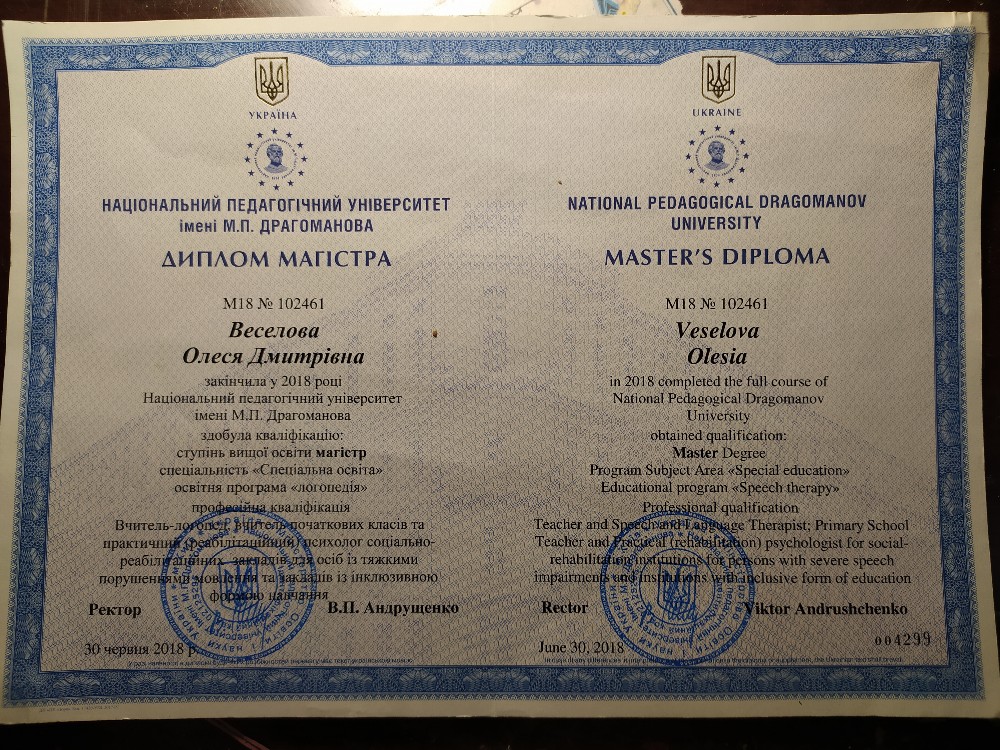 УКРАЇНА
НАЦІОНАЛЬНИЙ ПЕДАГОГІЧНИЙ УНІВЕРСИТЕТ
імені М.П. ДРАГОМАНОВА
ДИПЛОМ МАГІСТРА
М18 № 102461
Веселова
Олеся Дмитрівна
закінчила у 2018 році
Національний педагогічний університет
імені М.П. Драгоманова
здобула кваліфікацію:
ступінь вищої освіти магістр
спеціальність «Спеціальна освіта»
освітня програма «логопедія»
професійна кваліфікація
Вчитель-логопед, вчитель початкових класів та
практичний (реабілітаційний) психолог соціально-
реабілітаційних закладів для осіб із тяжкими
порушеннями мовлення та закладів із інклюзивною
формою навчання
Ректор В.П. Андрущенко
30 червня 2018 р.
UKRAINE
NATIONAL PEDAGOGICAL DRAGOMANOV
UNIVERSITY
MASTER'S DIPLOMA
M18 № 102461
Veselova
Olesia
in 2018 completed the full course of
National Pedagogical Dragomanov
University
obtained qualification:
Master Degree
Program Subject Area «Special education»
Educational program «Speech therapy»
Professional qualification
Teacher and Speech and Language Therapist; Primary School
Teacher and Practical (rehabilitation) psychologist for social-
rehabilitation institutions for persons with severe speech
impairments and institutions with inclusive form of education
Rector Viktor Andrushchenko
June 30, 2018
004299